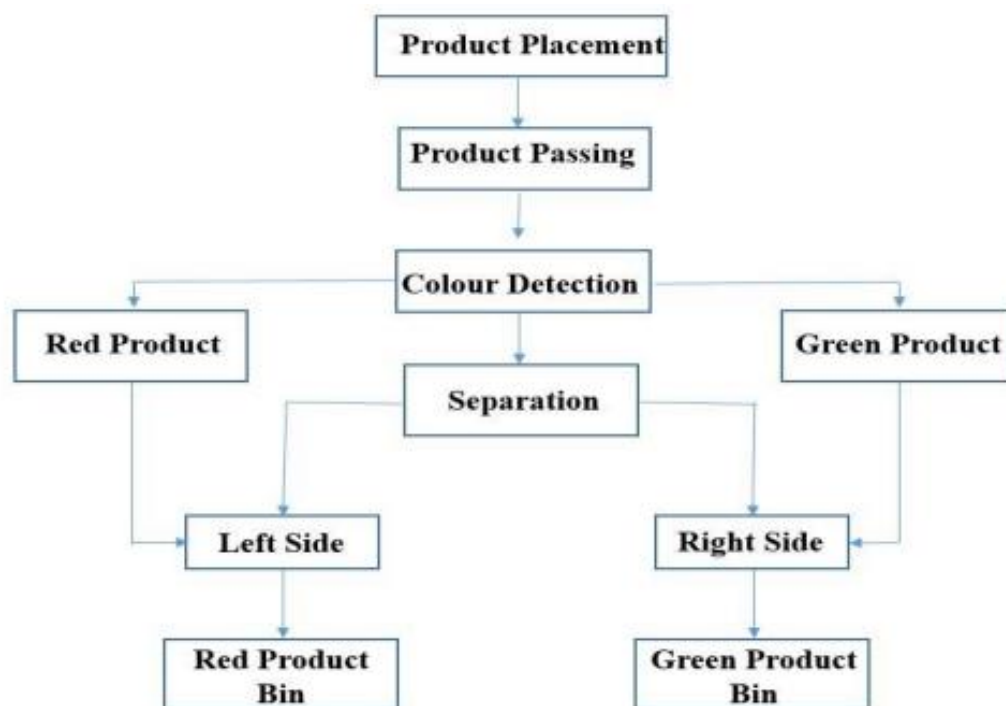 Product Placement
Product Passing
Colour Detection
Red Product
Green Product
Separation
Left Side
Right Side
Red Product
Bin
Green Product
Bin